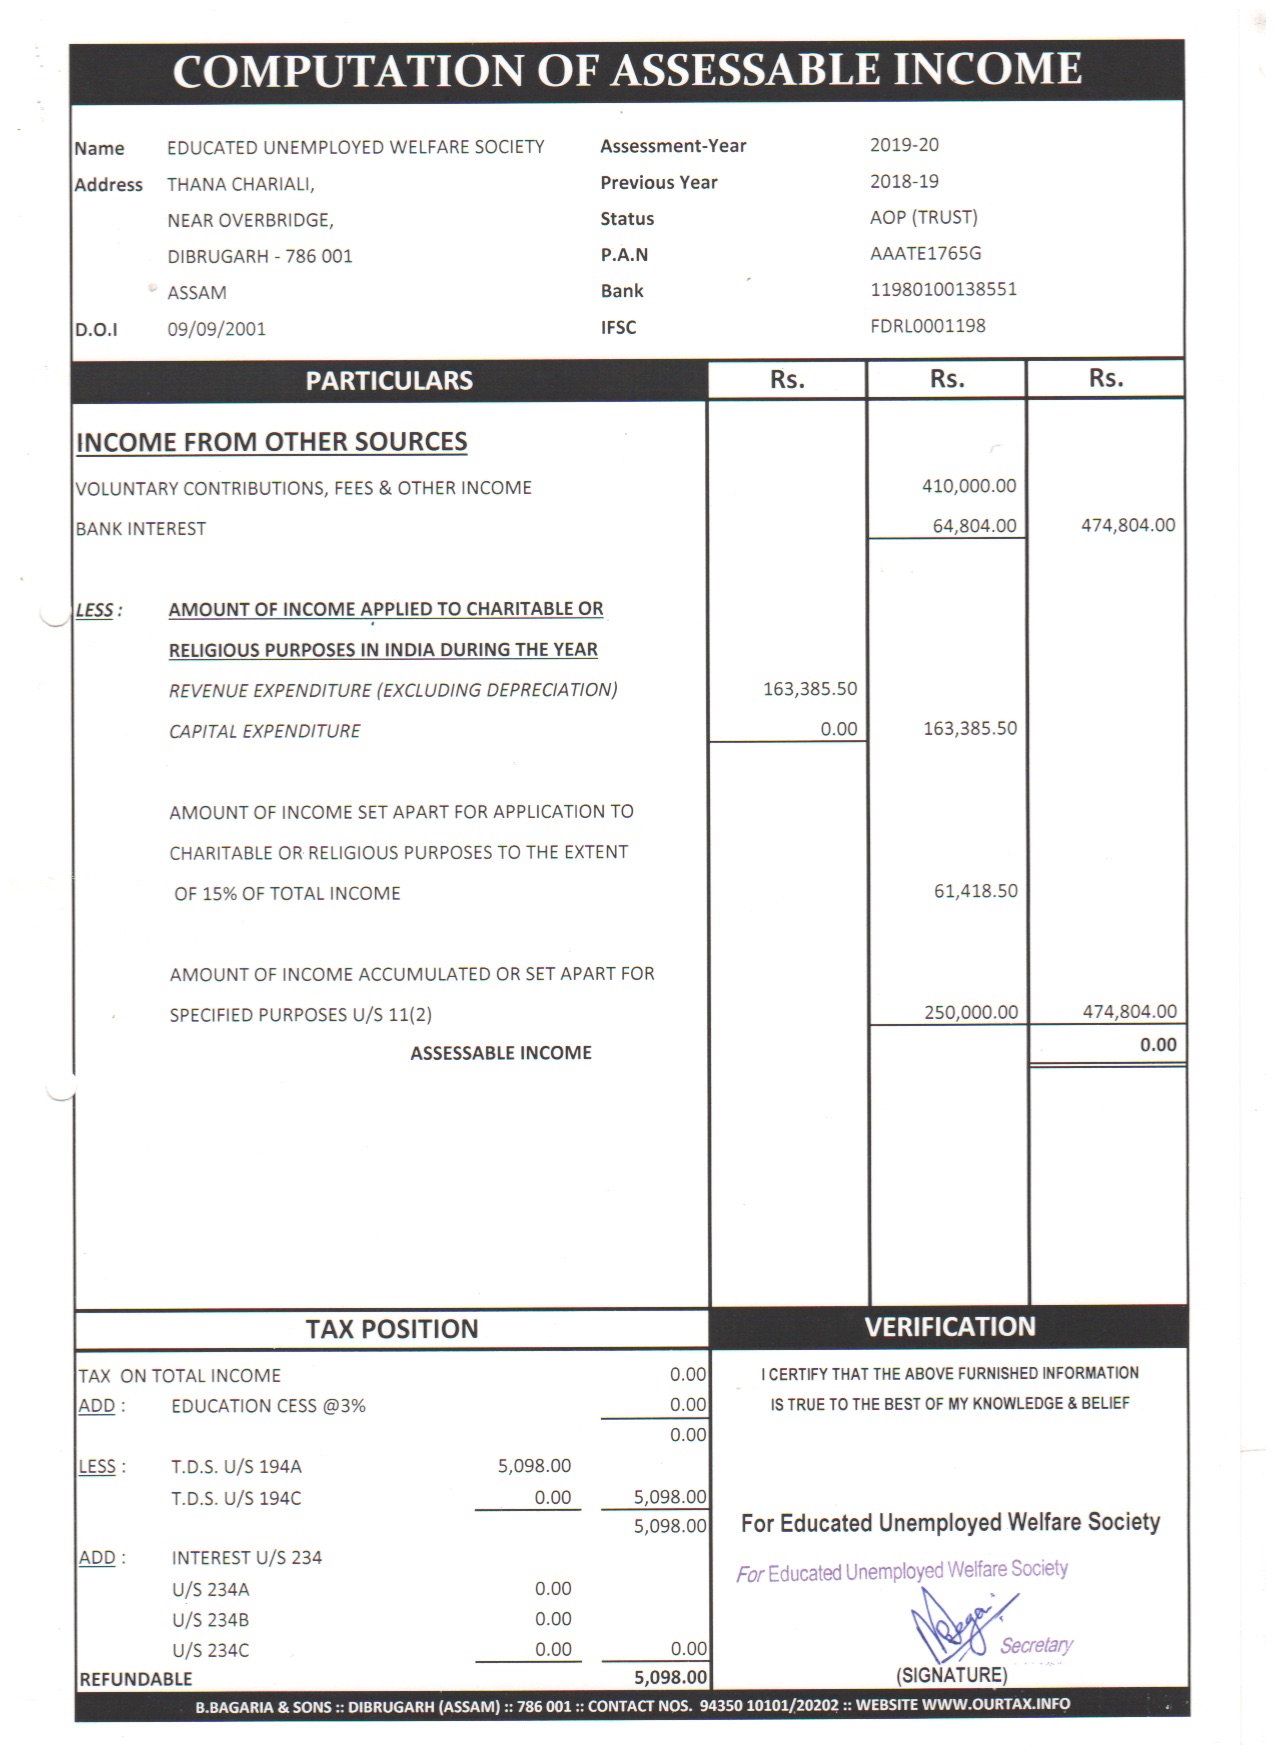 COMPUTATION OF ASSESSABLE INCOME
Name EDUCATED UNEMPLOYED WELFARE SOCIETY Assessment-Year 2019-20
Address THANA CHARIALI, Previous Year 2018-19
NEAR OVERBRIDGE, Status AOP (TRUST)
DIBRUGARH - 786 001 P.A.N AAATE1765G
ASSAM Bank 11980100138551
D.O.I 09/09/2001 IFSC FDRL0001198
PARTICULARS Rs. Rs. Rs.
INCOME FROM OTHER SOURCES
VOLUNTARY CONTRIBUTIONS, FEES & OTHER INCOME 410,000.00
BANK INTEREST 64,804.00 474,804.00
LESS : AMOUNT OF INCOME APPLIED TO CHARITABLE OR
RELIGIOUS PURPOSES IN INDIA DURING THE YEAR
REVENUE EXPENDITURE (EXCLUDING DEPRECIATION) 163,385.50
CAPITAL EXPENDITURE 0.00 163,385.50
AMOUNT OF INCOME SET APART FOR APPLICATION TO
CHARITABLE OR RELIGIOUS PURPOSES TO THE EXTENT
OF 15% OF TOTAL INCOME 61,418.50
AMOUNT OF INCOME ACCUMULATED OR SET APART FOR
SPECIFIED PURPOSES U/S 11(2) 250,000.00 474,804.00
ASSESSABLE INCOME 0.00
TAX POSITION
TAX ON TOTAL INCOME 0.00
ADD : EDUCATION CESS @3% 0.00
0.00
LESS : T.D.S. U/S 194A 5,098.00
T.D.S. U/S 194C 0.00 5,098.00
5,098.00
ADD : INTEREST U/S 234
U/S 234A 0.00
U/S 234B 0.00
U/S 234C 0.00 0.00
REFUNDABLE 5,098.00
VERIFICATION
I CERTIFY THAT THE ABOVE FURNISHED INFORMATION
IS TRUE TO THE BEST OF MY KNOWLEDGE & BELIEF
For Educated Unemployed Welfare Society
For Educated Unemployed Welfare Society
Secretary
(SIGNATURE)
B.BAGARIA & SONS :: DIBRUGARH (ASSAM) :: 786 001 :: CONTACT NOS. 94350 10101/20202 :: WEBSITE WWW.OURTAX.INFO